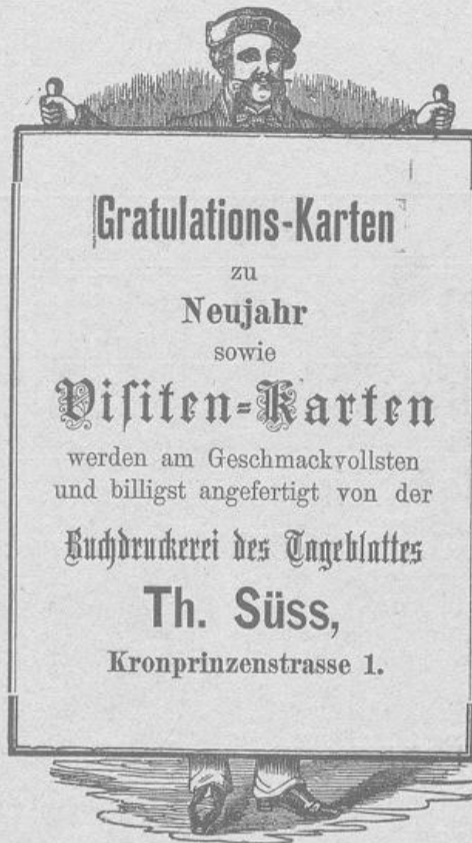 Gratulations-Karten
zu
Neujahr
sowie
Visiten-Karten
werden am Geschmackvollsten
und billigst angefertigt von der
Buchdruckerei des Tageblattes
Th. Süss,
Kronprinzenstrasse 1.